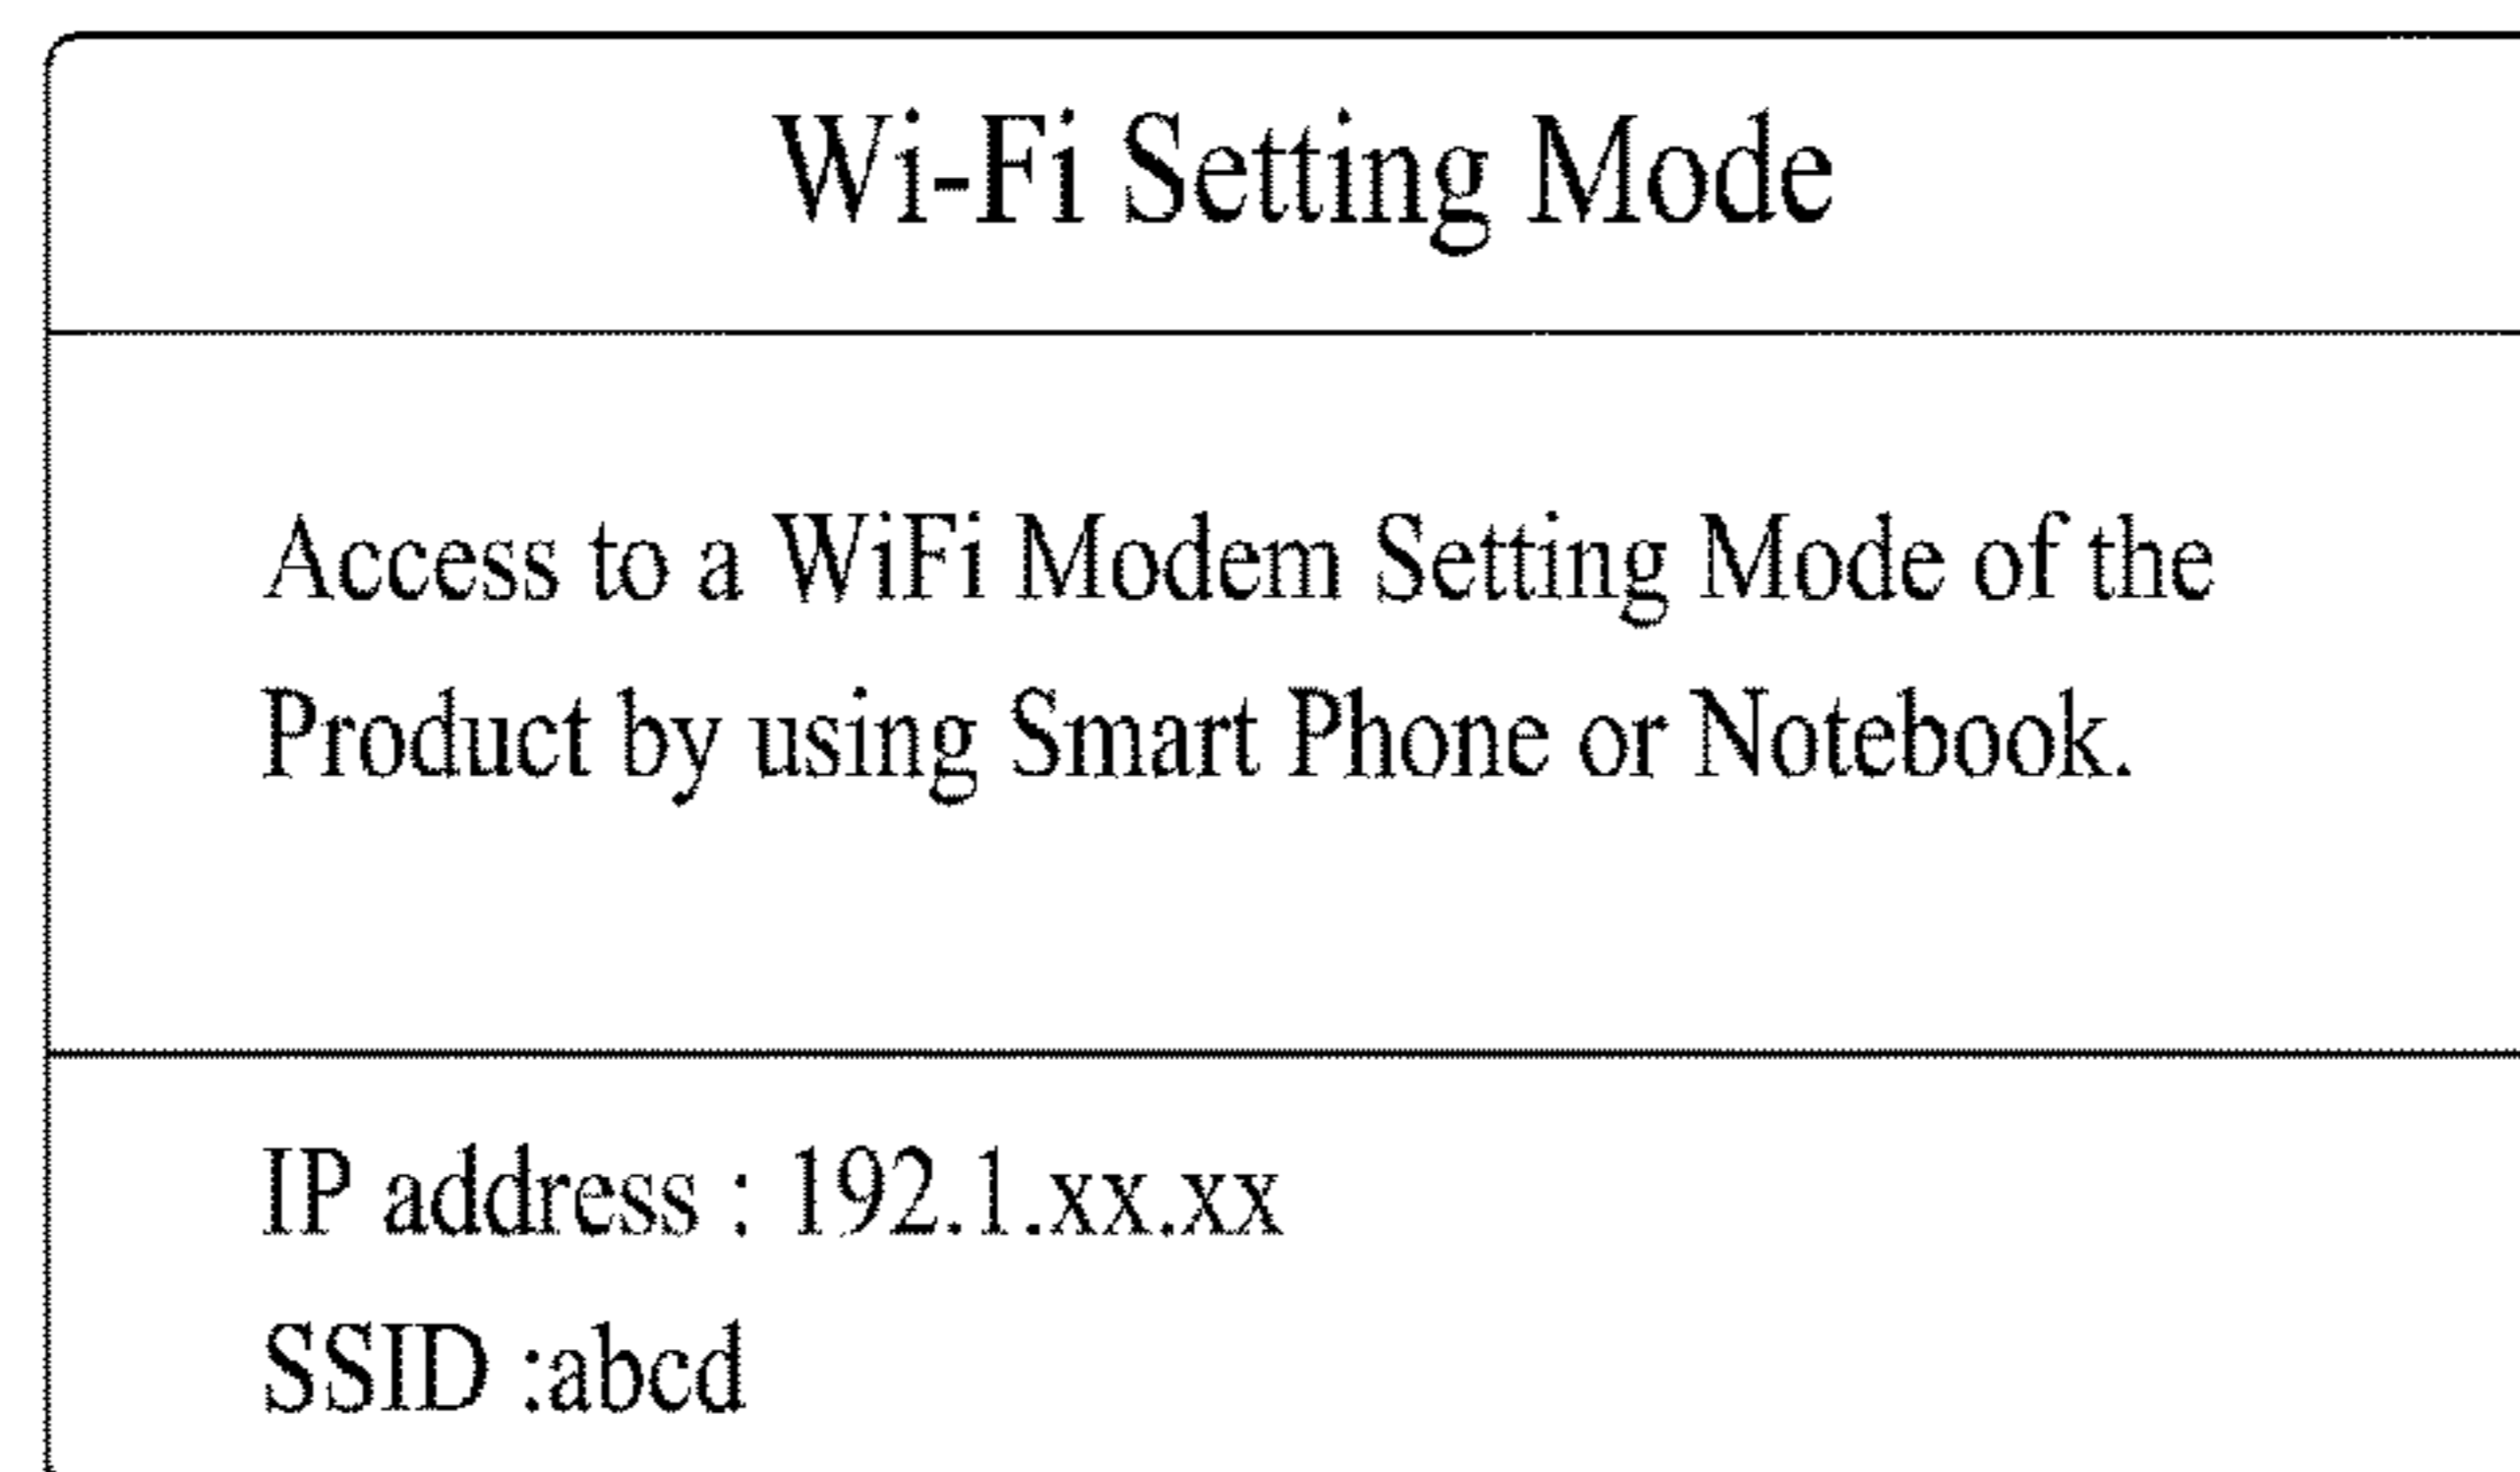 Wi-Fi Setting Mode
Access to a WiFi Modem Setting Mode of the
Product by using Smart Phone or Notebook.
IP address : 192.1.xx.xx
SSID :abcd